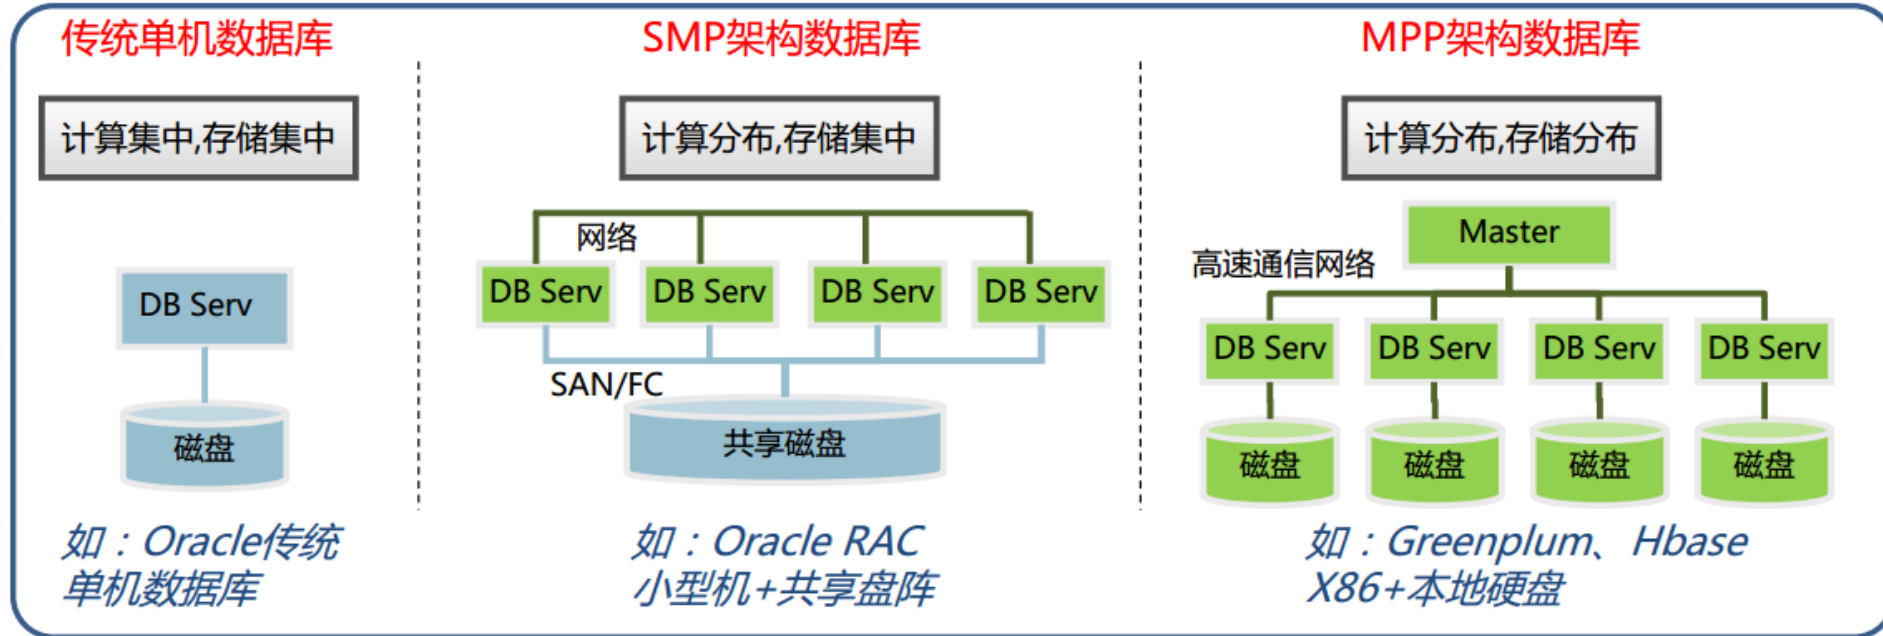 传统单机数据库
计算集中,存储集中
DB Serv
磁盘
如：Oracle传统
单机数据库
SMP架构数据库
计算分布,存储集中
网络
DB Serv
DB Serv
DB Serv
DB Serv
SAN/FC
共享磁盘
如：Oracle RAC
小型机+共享盘阵
MPP架构数据库
计算分布,存储分布
Master
高速通信网络
DB Serv
DB Serv
DB Serv
DB Serv
磁盘
磁盘
磁盘
磁盘
如：Greenplum、Hbase
X86+本地硬盘